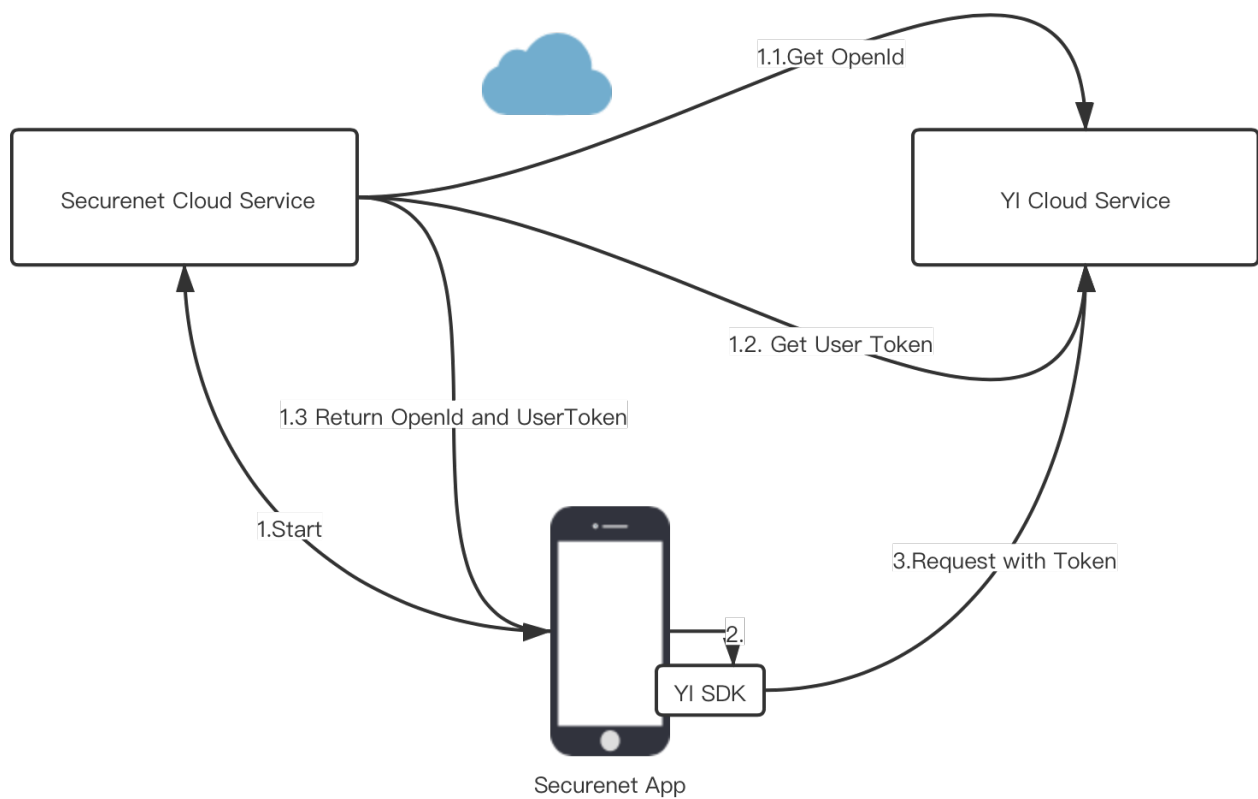 1.1.Get OpenId
Securenet Cloud Service
YI Cloud Service
1.2. Get User Token
1.3 Return OpenId and UserToken
1.Start
3.Request with Token
2.
YI SDK
Securenet App